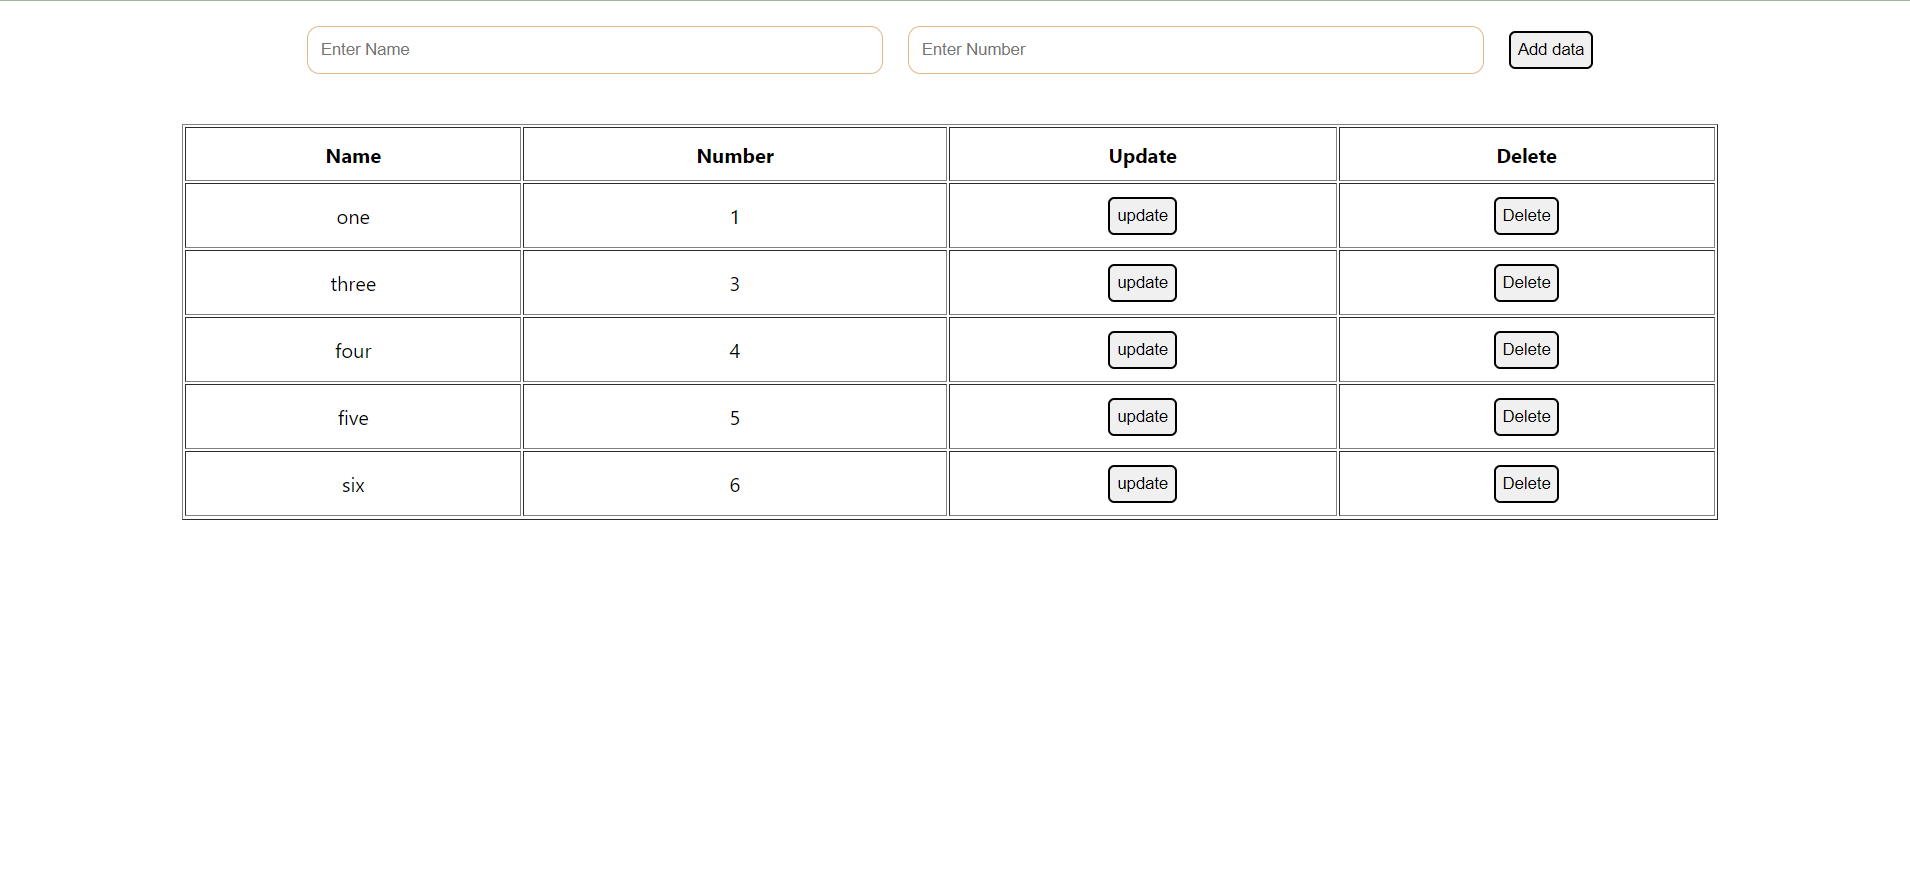 Enter Name Enter Number Add data
Name Number Update Delete
one 1 update Delete
three 3 update Delete
four 4 update Delete
five 5 update Delete
six 6 update Delete